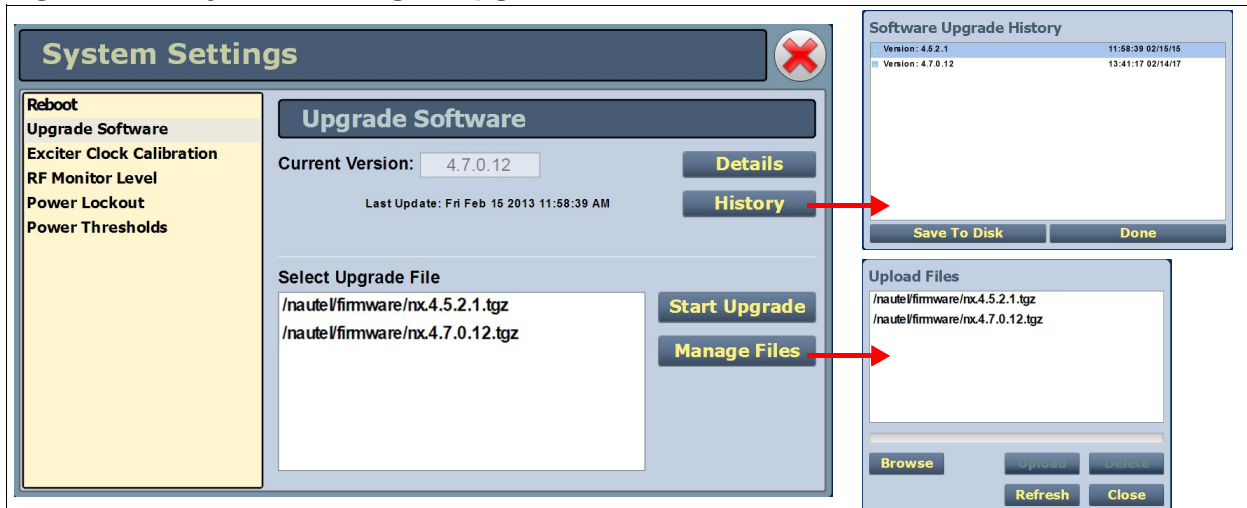 System Settings
Reboot
Upgrade Software
Exciter Clock Calibration
RF Monitor Level
Power Lockout
Power Thresholds
Upgrade Software
Current Version: 4.7.0.12 Details
Last Update: Fri Feb 15 2013 11:58:39 AM History
Select Upgrade File
/nautel/firmware/nx.4.5.2.1.tgz
/nautel/firmware/nx.4.7.0.12.tgz
Start Upgrade
Manage Files
Software Upgrade History
Version: 4.5.2.1 11:58:39 02/15/15
Version: 4.7.0.12 13:41:17 02/14/17
Save To Disk Done
Upload Files
/nautel/firmware/nx.4.5.2.1.tgz
/nautel/firmware/nx.4.7.0.12.tgz
Browse Upload Delete
Refresh Close